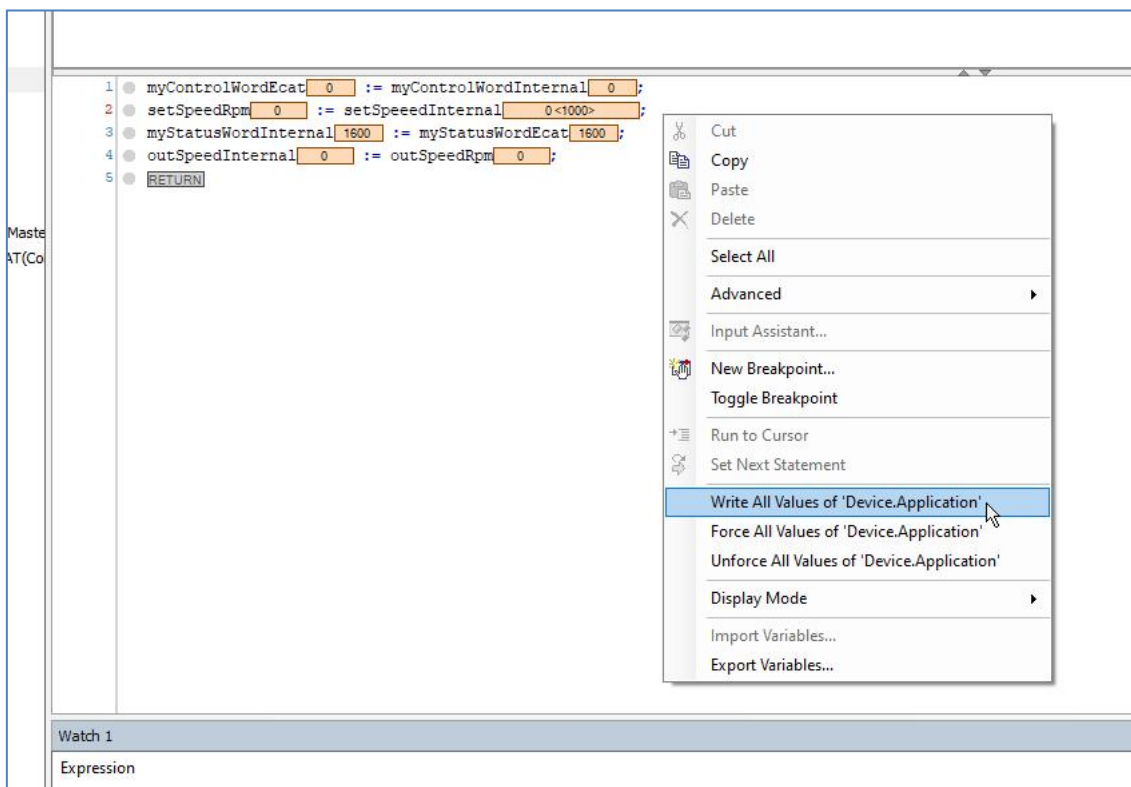 1 myControlWordEcat 0 := myControlWordInternal 0 ;
2 setSpeedRpm 0 := setSpeeedInternal 0 <1000> ;
3 myStatusWordInternal 1600 := myStatusWordEcat 1600 ;
4 outSpeedInternal 0 := outSpeedRpm 0 ;
5 RETURN
Maste
AT(Co
Cut
Copy
Paste
Delete
Select All
Advanced
Input Assistant...
New Breakpoint...
Toggle Breakpoint
Run to Cursor
Set Next Statement
Write All Values of 'Device.Application'
Force All Values of 'Device.Application'
Unforce All Values of 'Device.Application'
Display Mode
Import Variables...
Export Variables...
Watch 1
Expression